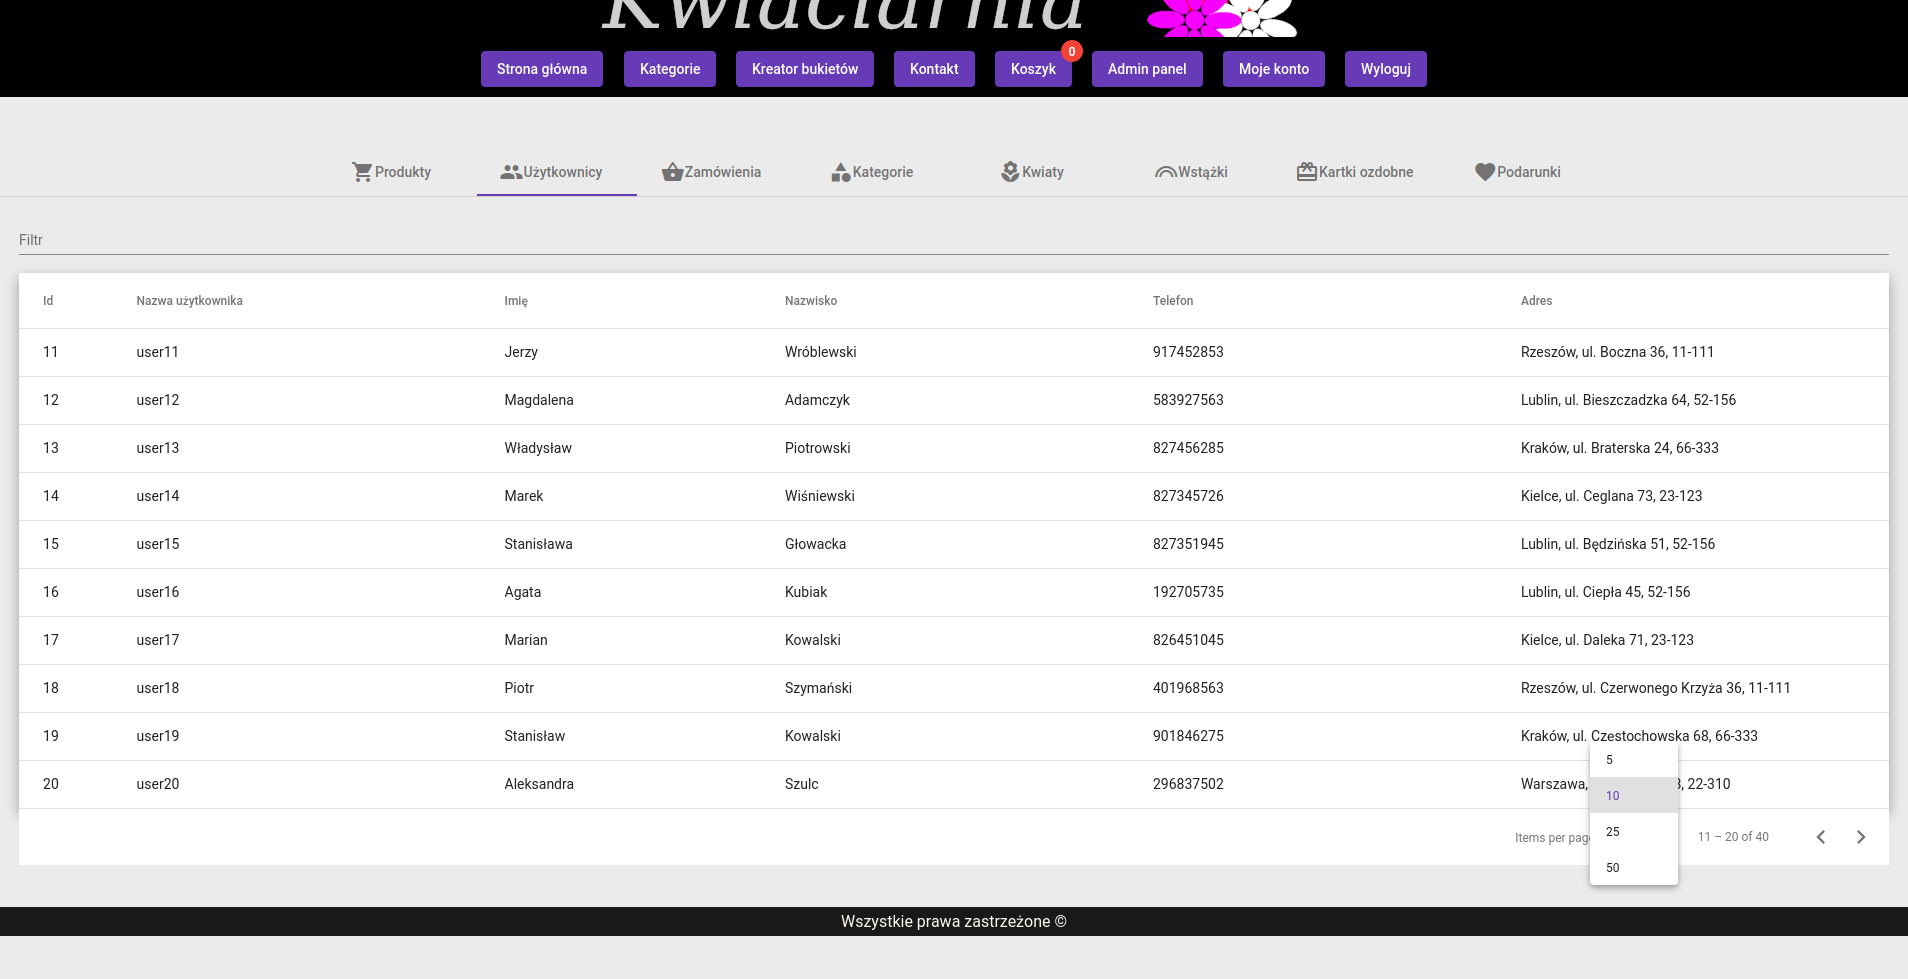 Kwiaciarnia
Strona główna Kategorie Kreator bukietów Kontakt Koszyk 0 Admin panel Moje konto Wyloguj
Produkty Użytkownicy Zamówienia Kategorie Kwiaty Wstążki Kartki ozdobne Podarunki
Filtr
Id Nazwa użytkownika Imię Nazwisko Telefon Adres
11 user11 Jerzy Wróblewski 917452853 Rzeszów, ul. Boczna 36, 11-111
12 user12 Magdalena Adamczyk 583927563 Lublin, ul. Bieszczadzka 64, 52-156
13 user13 Władysław Piotrowski 827456285 Kraków, ul. Braterska 24, 66-333
14 user14 Marek Wiśniewski 827345726 Kielce, ul. Ceglana 73, 23-123
15 user15 Stanisława Głowacka 827351945 Lublin, ul. Będzińska 51, 52-156
16 user16 Agata Kubiak 192705735 Lublin, ul. Ciepła 45, 52-156
17 user17 Marian Kowalski 826451045 Kielce, ul. Daleka 71, 23-123
18 user18 Piotr Szymański 401968563 Rzeszów, ul. Czerwonego Krzyża 36, 11-111
19 user19 Stanisław Kowalski 901846275 Kraków, ul. Czestochowska 68, 66-333
5
20 user20 Aleksandra Szulc 296837502 Warszawa, , 22-310
10
25
Items per 11 – 20 of 40
50
Wszystkie prawa zastrzeżone ©